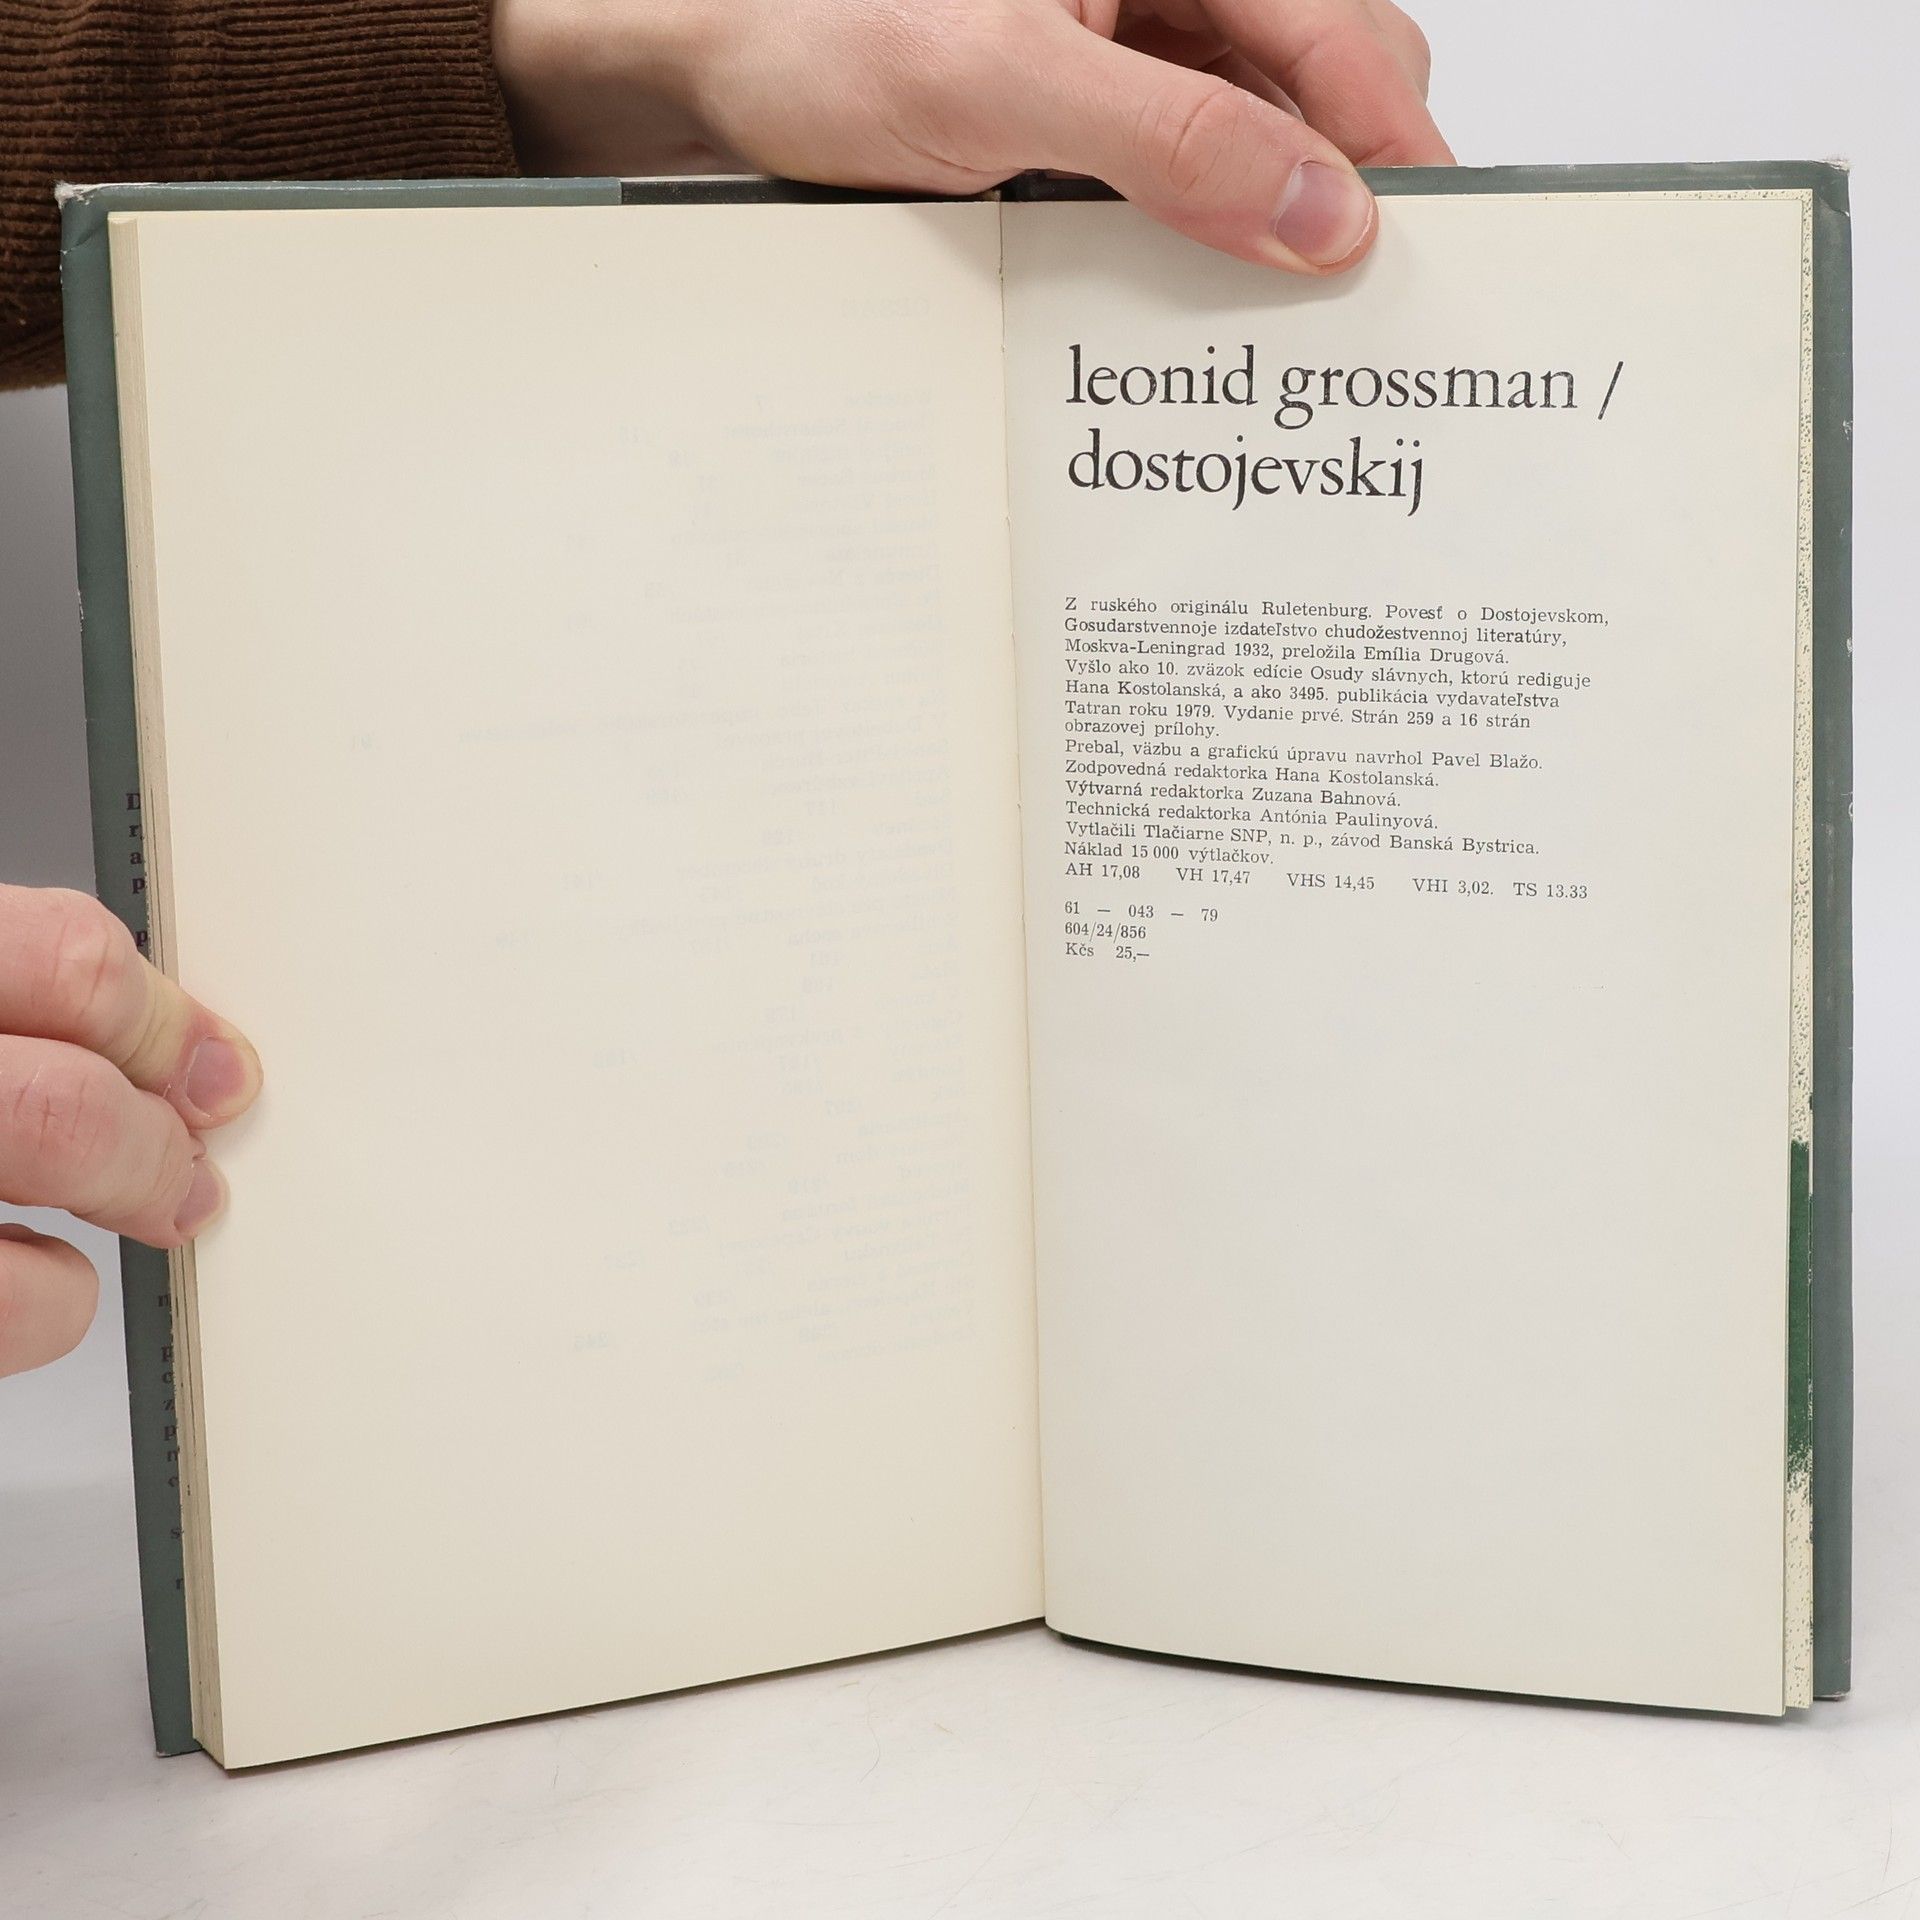 leonid grossman /
dostojevskij
Z ruského originálu Ruletenburg. Povesť o Dostojevskom,
Gosudarstvennoje izdateľstvo chudožestvennoj literatúry,
Moskva-Leningrad 1932, preložila Emília Drugová.
Vyšlo ako 10. zväzok edície Osudy slávnych, ktorú rediguje
Hana Kostolanská, a ako 3495. publikácia vydavateľstva
Tatran roku 1979. Vydanie prvé. Strán 259 a 16 strán
obrazovej prílohy.
Prebal, väzbu a grafickú úpravu navrhol Pavel Blažo.
Zodpovedná redaktorka Hana Kostolanská.
Výtvarná redaktorka Zuzana Bahnová.
Technická redaktorka Antónia Paulinyová.
Vytlačili Tlačiarne SNP, n. p., závod Banská Bystrica.
Náklad 15 000 výtlačkov.
AH 17,08 VH 17,47 VHS 14,45 VHI 3,02. TS 13.33
61 — 043 — 79
604/24/856
Kčs 25,—